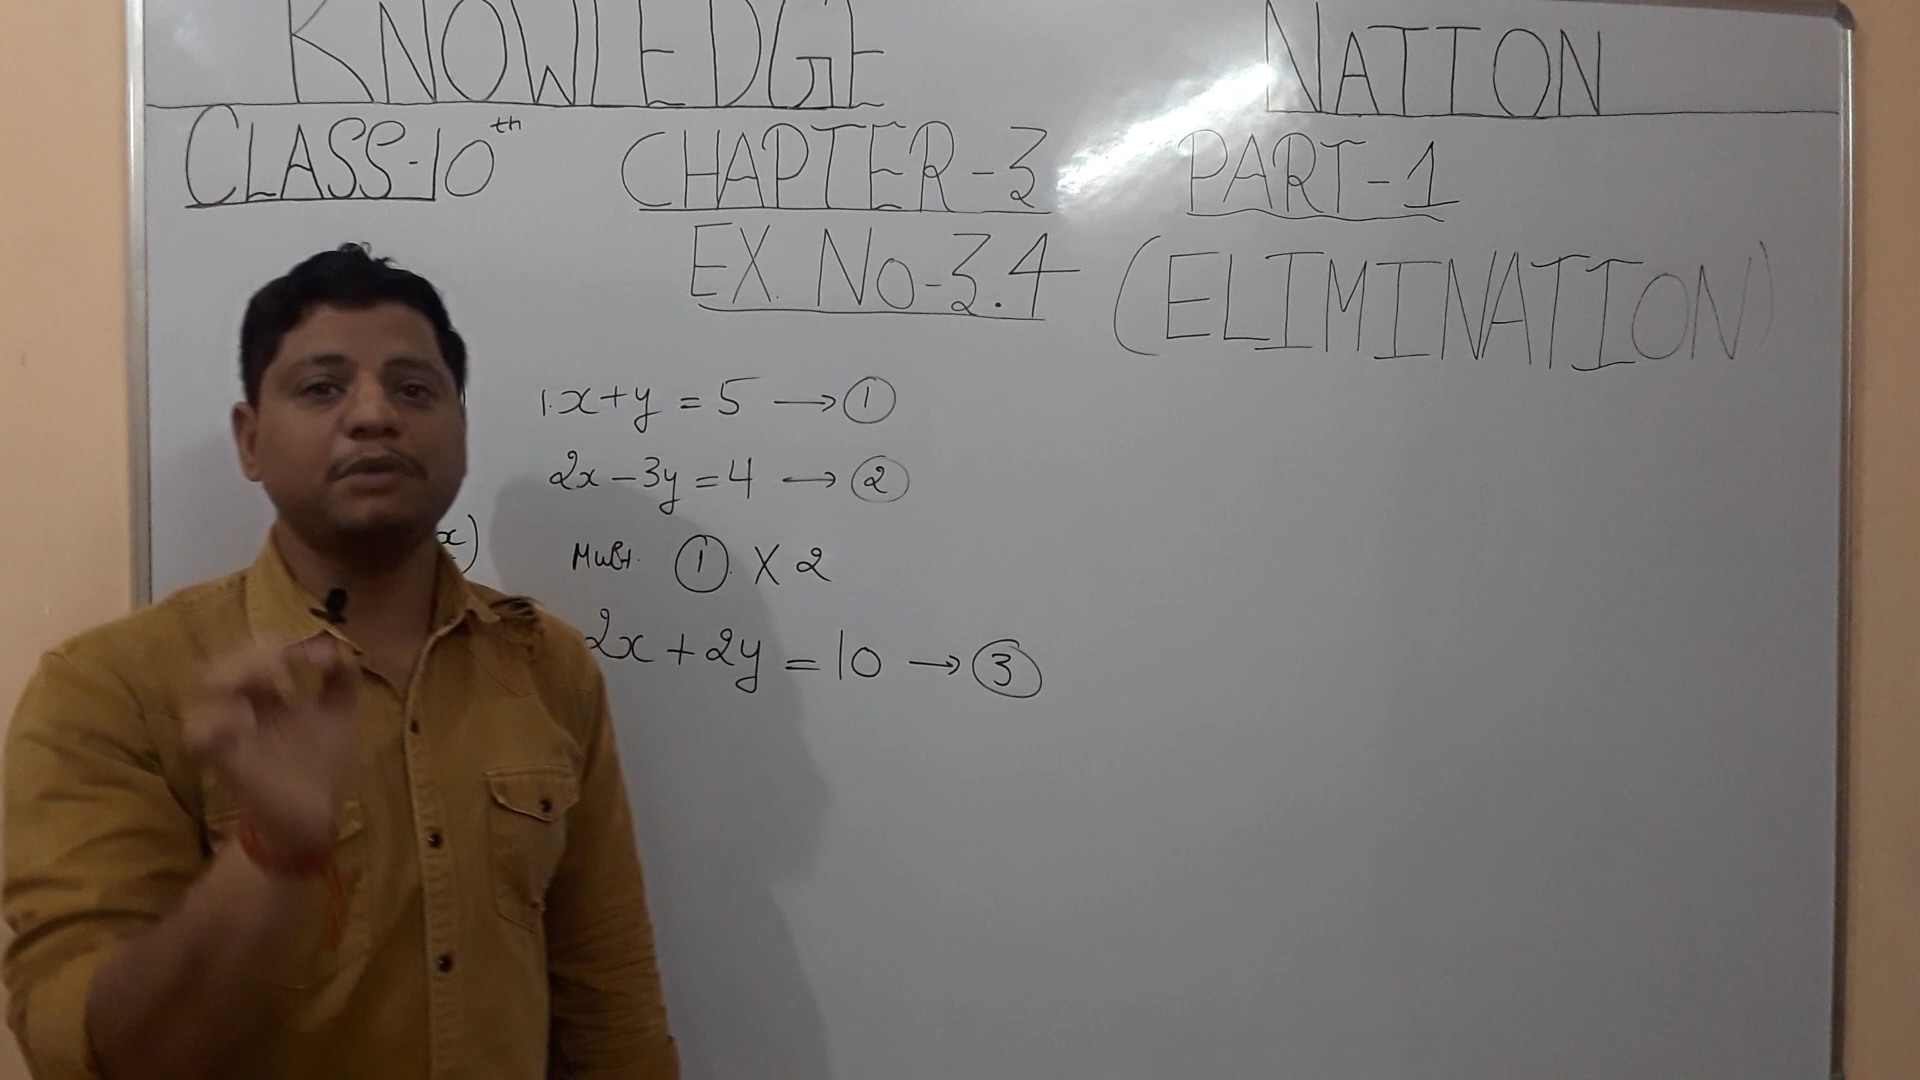 KNOWLEDGE NATION
CLASS-10th CHAPTER-3 PART-1
EX. NO-3.4 (ELIMINATION)
1.x+y = 5 → ①
2x-3y = 4 → ②
x)
Mult. ① X 2
2x + 2y = 10 → ③